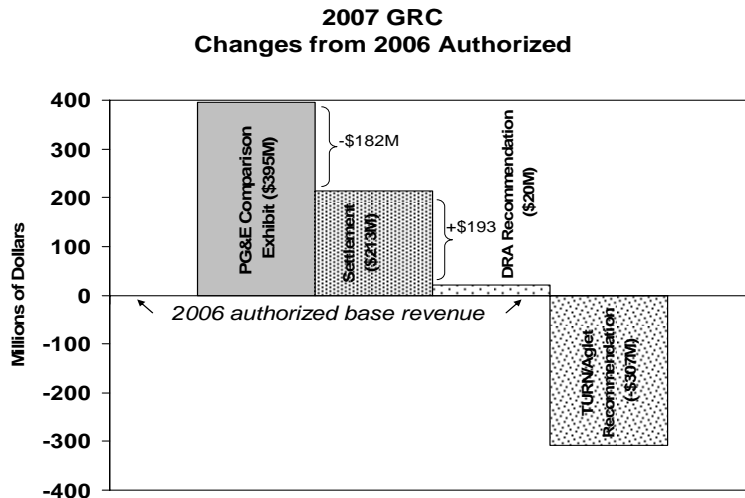 2007 GRC
Changes from 2006 Authorized
400
300
200
100
0
-100
-200
-300
-400
Millions of Dollars
PG&E Comparison
Exhibit ($395M)
-$182M
Settlement
($213M)
+$193
DRA Recommendation
($20M)
2006 authorized base revenue
TURN/Aglet
Recommendation
(-$307M)